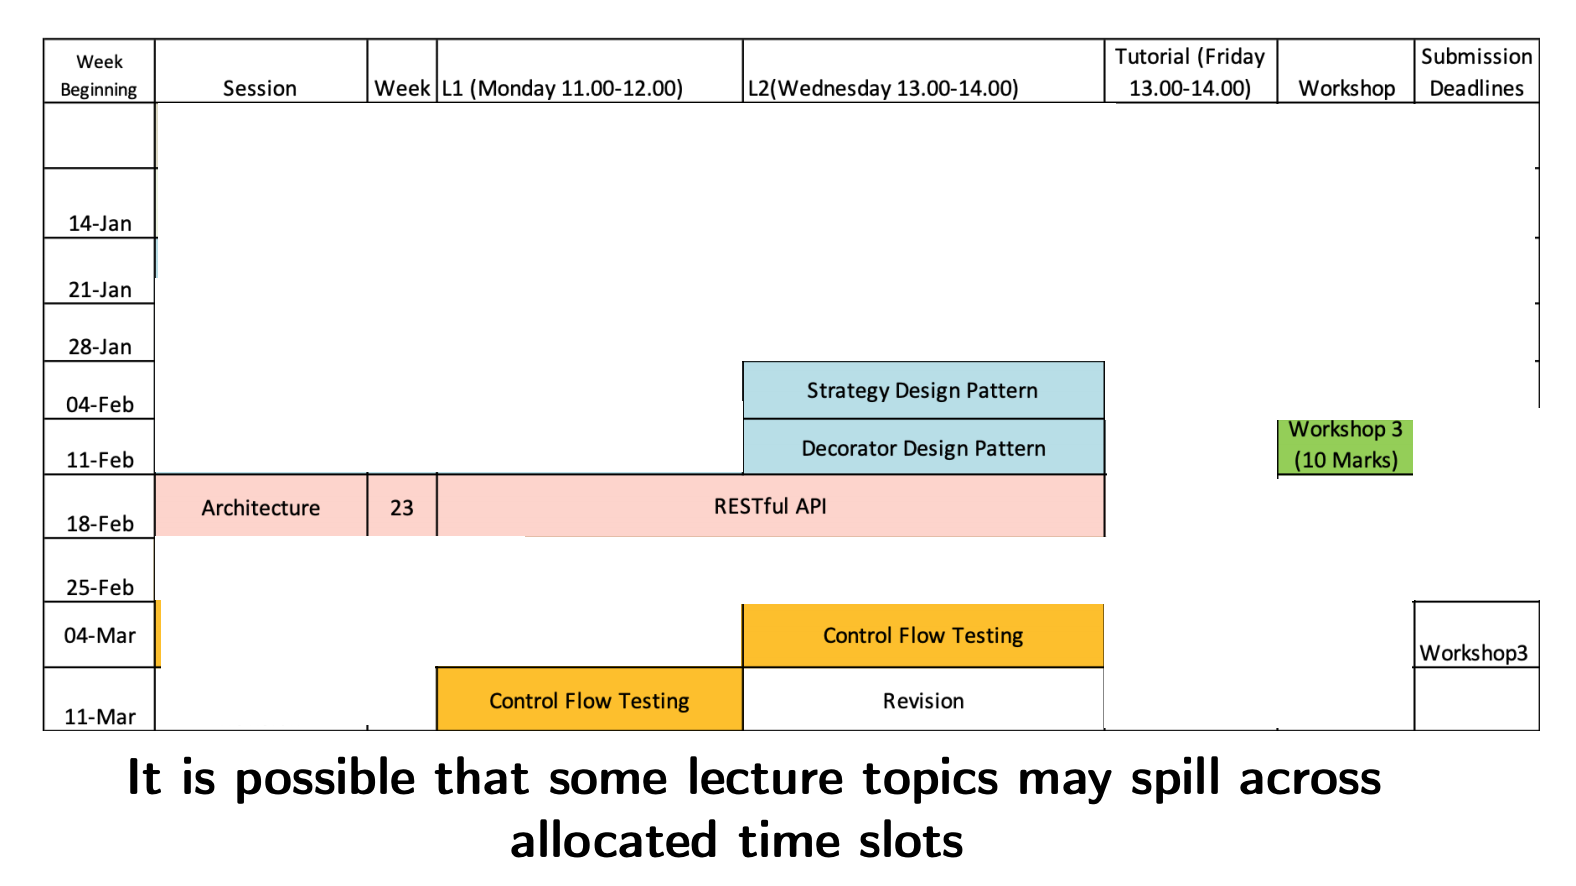 Week Beginning
Session
Week
L1 (Monday 11.00-12.00)
L2(Wednesday 13.00-14.00)
Tutorial (Friday 13.00-14.00)
Workshop
Submission Deadlines
14-Jan
21-Jan
28-Jan
04-Feb
Strategy Design Pattern
11-Feb
Decorator Design Pattern
Workshop 3
(10 Marks)
18-Feb
Architecture
23
RESTful API
25-Feb
04-Mar
Control Flow Testing
Workshop3
11-Mar
Control Flow Testing
Revision
It is possible that some lecture topics may spill across
allocated time slots